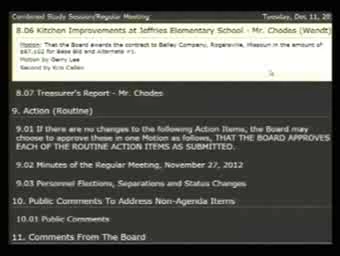 Combined Study Session/Regular Meeting Tuesday, Dec 11, 20
8.06 Kitchen Improvements at Jeffries Elementary School - Mr. Chodes (Wendt)
Motion: That the Board awards the contract to Bailey Company, Rogersville, Missouri in the amount of
$67,102 for Base Bid and Alternate #1.
Motion by Gerry Lee
Second by Kris Callen
8.07 Treasurer's Report - Mr. Chodes
9. Action (Routine)
9.01 If there are no changes to the following Action Items, the Board may
choose to approve these in one Motion as follows, THAT THE BOARD APPROVES
EACH OF THE ROUTINE ACTION ITEMS AS SUBMITTED.
9.02 Minutes of the Regular Meeting, November 27, 2012
9.03 Personnel Elections, Separations and Status Changes
10. Public Comments To Address Non-Agenda Items
10.01 Public Comments
11. Comments From The Board